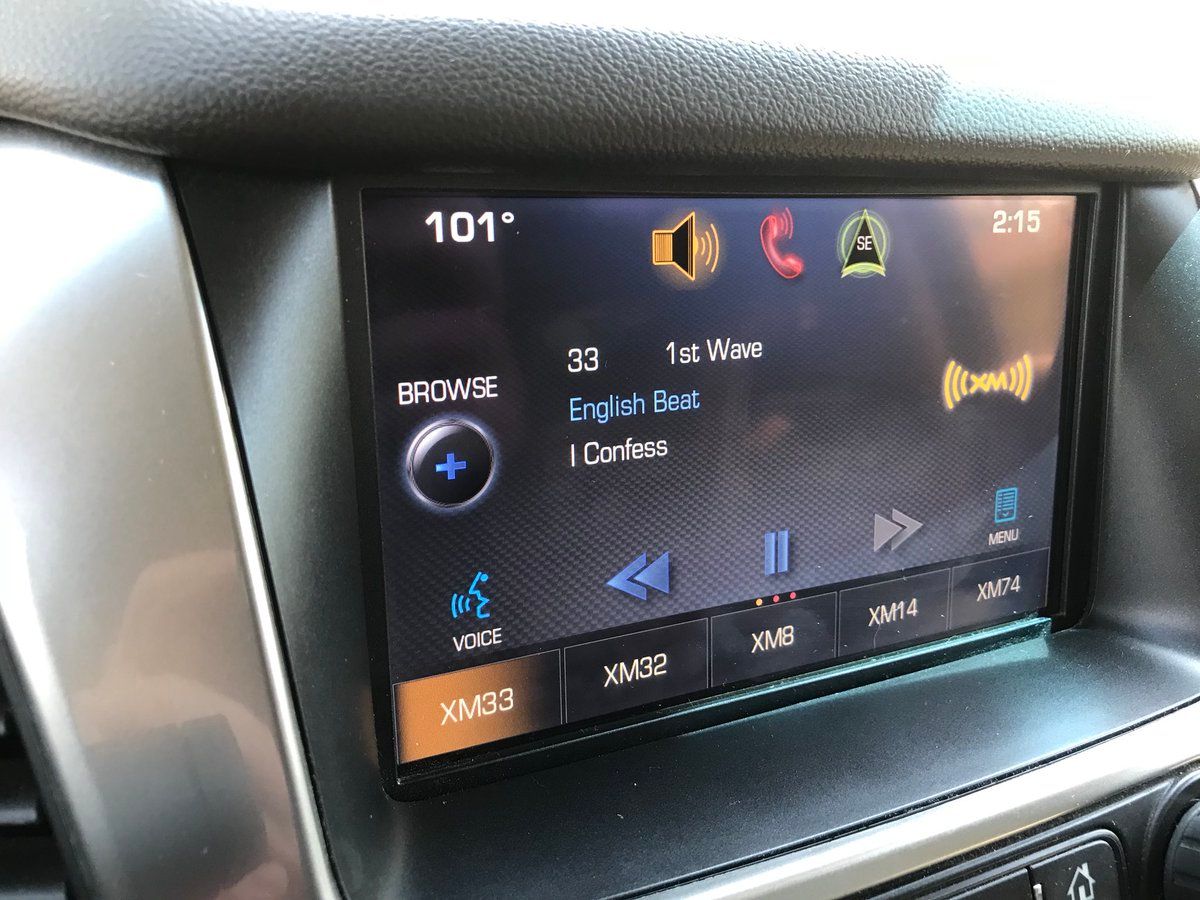 101°
SE
2:15
33 1st Wave
English Beat
I Confess
BROWSE
XM
VOICE
MENU
XM33
XM32
XM8
XM14
XM74